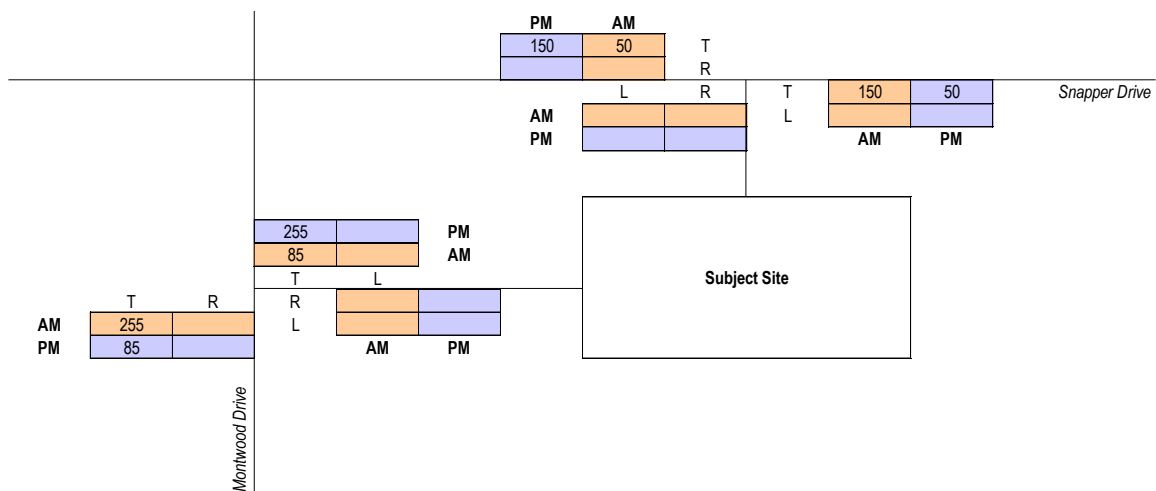 PM AM
150 50 T
R
L R T 150 50 Snapper Drive
AM L
PM AM PM
255 PM
85 AM
T L Subject Site
T R R
AM 255 L
PM 85 AM PM
Montwood Drive